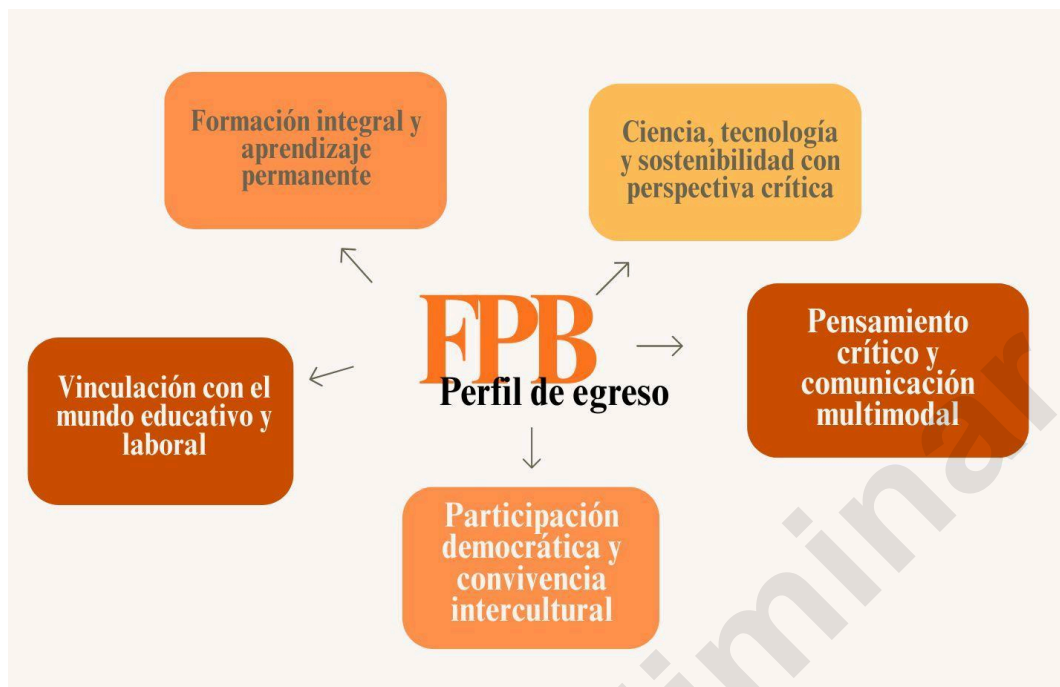 Formación integral y
aprendizaje
permanente
Ciencia, tecnología
y sostenibilidad con
perspectiva crítica
FPB
Perfil de egreso
Pensamiento
crítico y
comunicación
multimodal
Vinculación con el
mundo educativo y
laboral
Participación
democrática y
convivencia
intercultural
iminar